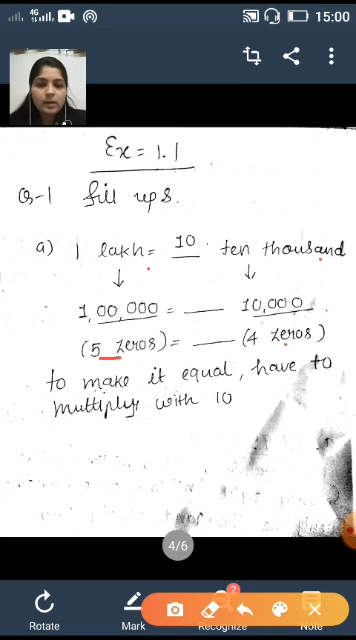 4G
15:00
Ex = 1.1
Q-1 fill ups.
a) 1 lakh = 10 ten thousand
1,00,000 = ___ 10,000
(5 zeros) = ___ (4 zeros)
to make it equal, have to
multiply with 10
4/6
2
Rotate Mark Recognize Note